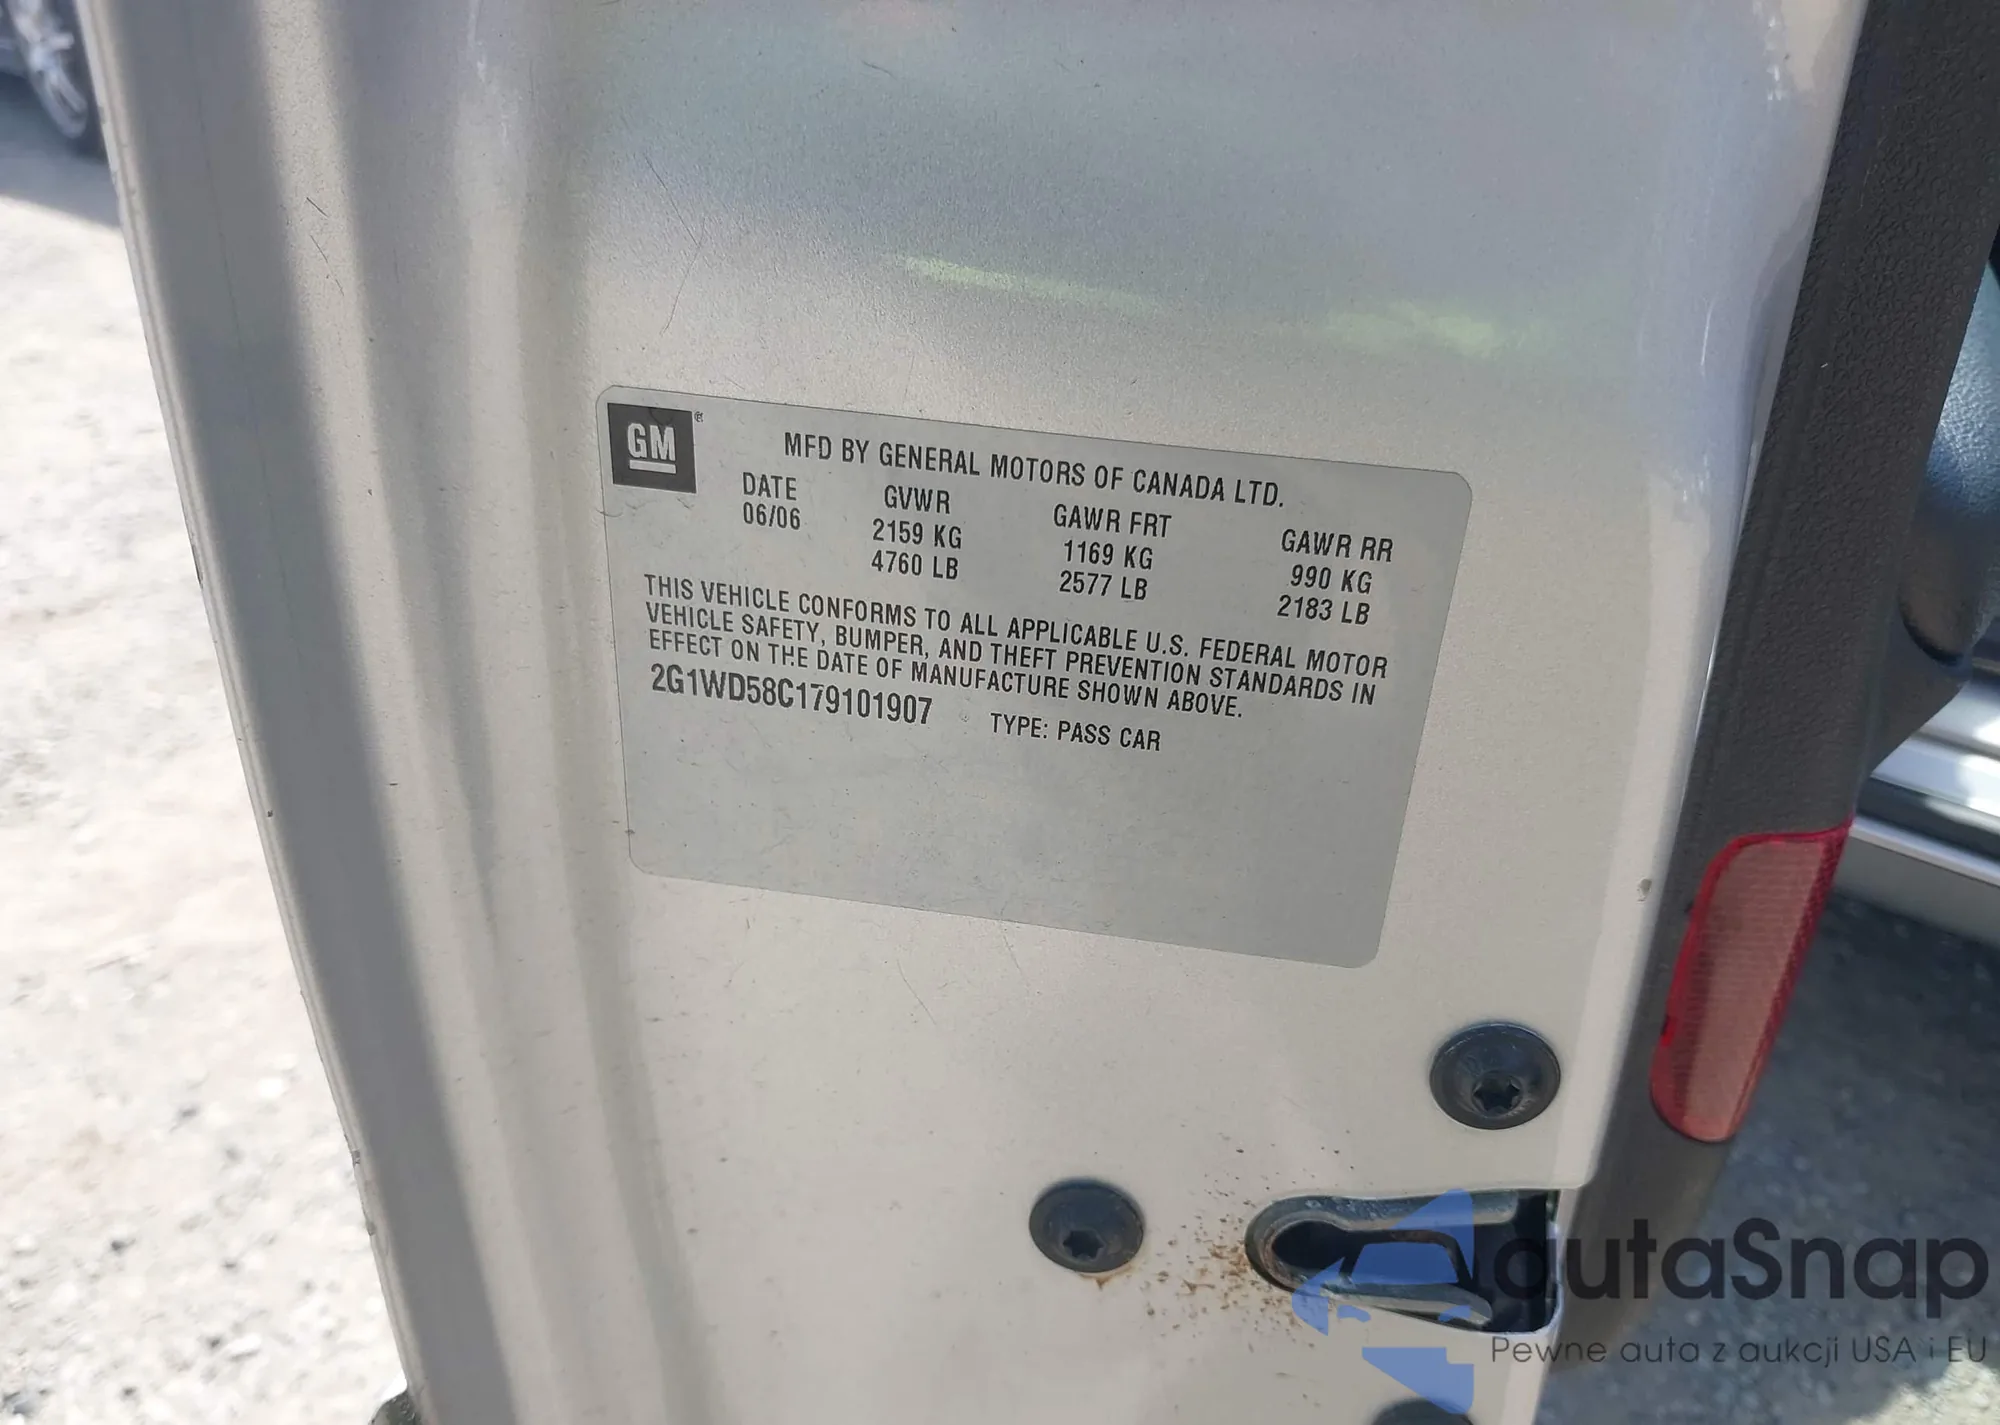 GM®
MFD BY GENERAL MOTORS OF CANADA LTD.
DATE GVWR GAWR FRT GAWR RR
06/06 2159 KG 1169 KG 990 KG
4760 LB 2577 LB 2183 LB
THIS VEHICLE CONFORMS TO ALL APPLICABLE U.S. FEDERAL MOTOR
VEHICLE SAFETY, BUMPER, AND THEFT PREVENTION STANDARDS IN
EFFECT ON THE DATE OF MANUFACTURE SHOWN ABOVE.
2G1WD58C179101907 TYPE: PASS CAR
autaSnap
Pewne auta z aukcji USA i EU